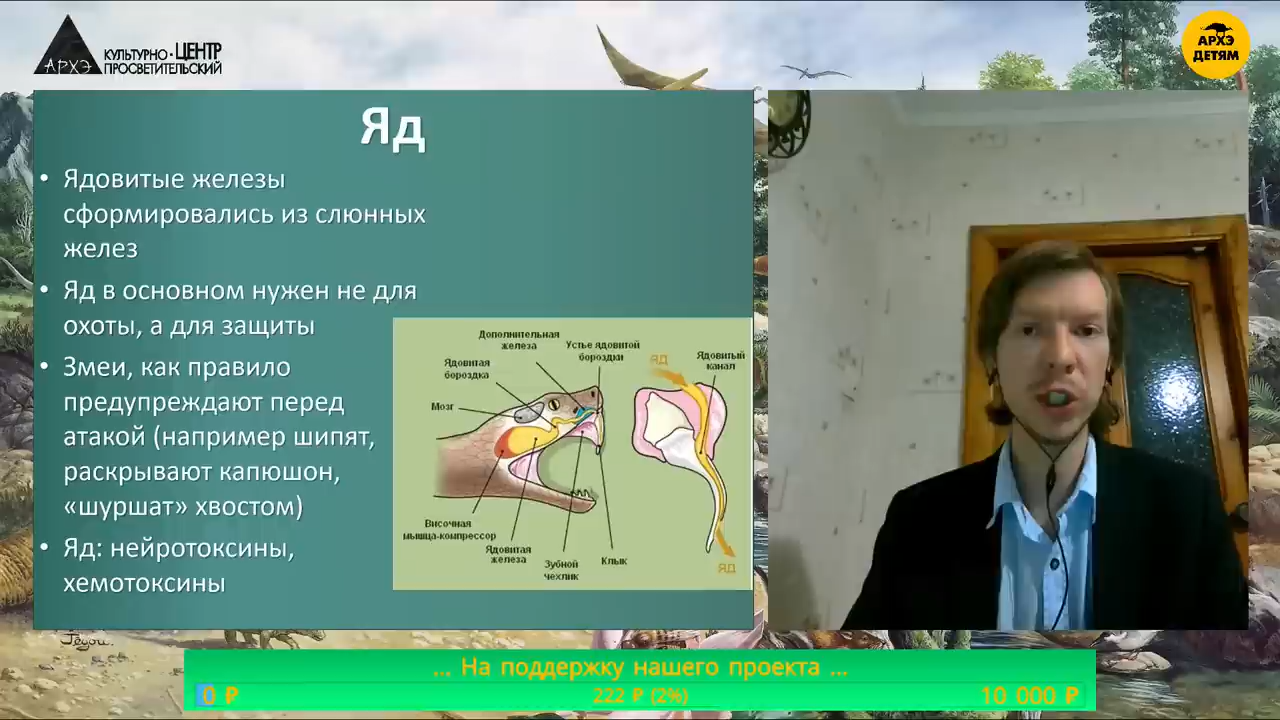 АРХЭ
КУЛЬТУРНО-ЦЕНТР
ПРОСВЕТИТЕЛЬСКИЙ
АРХЭ
ДЕТЯМ
Яд
• Ядовитые железы
сформировались из слюнных
желез
• Яд в основном нужен не для
охоты, а для защиты
• Змеи, как правило
предупреждают перед
атакой (например шипят,
раскрывают капюшон,
«шуршат» хвостом)
• Яд: нейротоксины,
хемотоксины
Дополнительная
железа
Устье ядовитой
бороздки
Ядовитая
бороздка
Мозг
Височная
мышца-компрессор
Ядовитая
железа
Зубной
чехлик
Клык
ЯД
Ядовитый
канал
ЯД
... На поддержку нашего проекта ...
0 ₽
222 ₽ (2%)
10 000 ₽